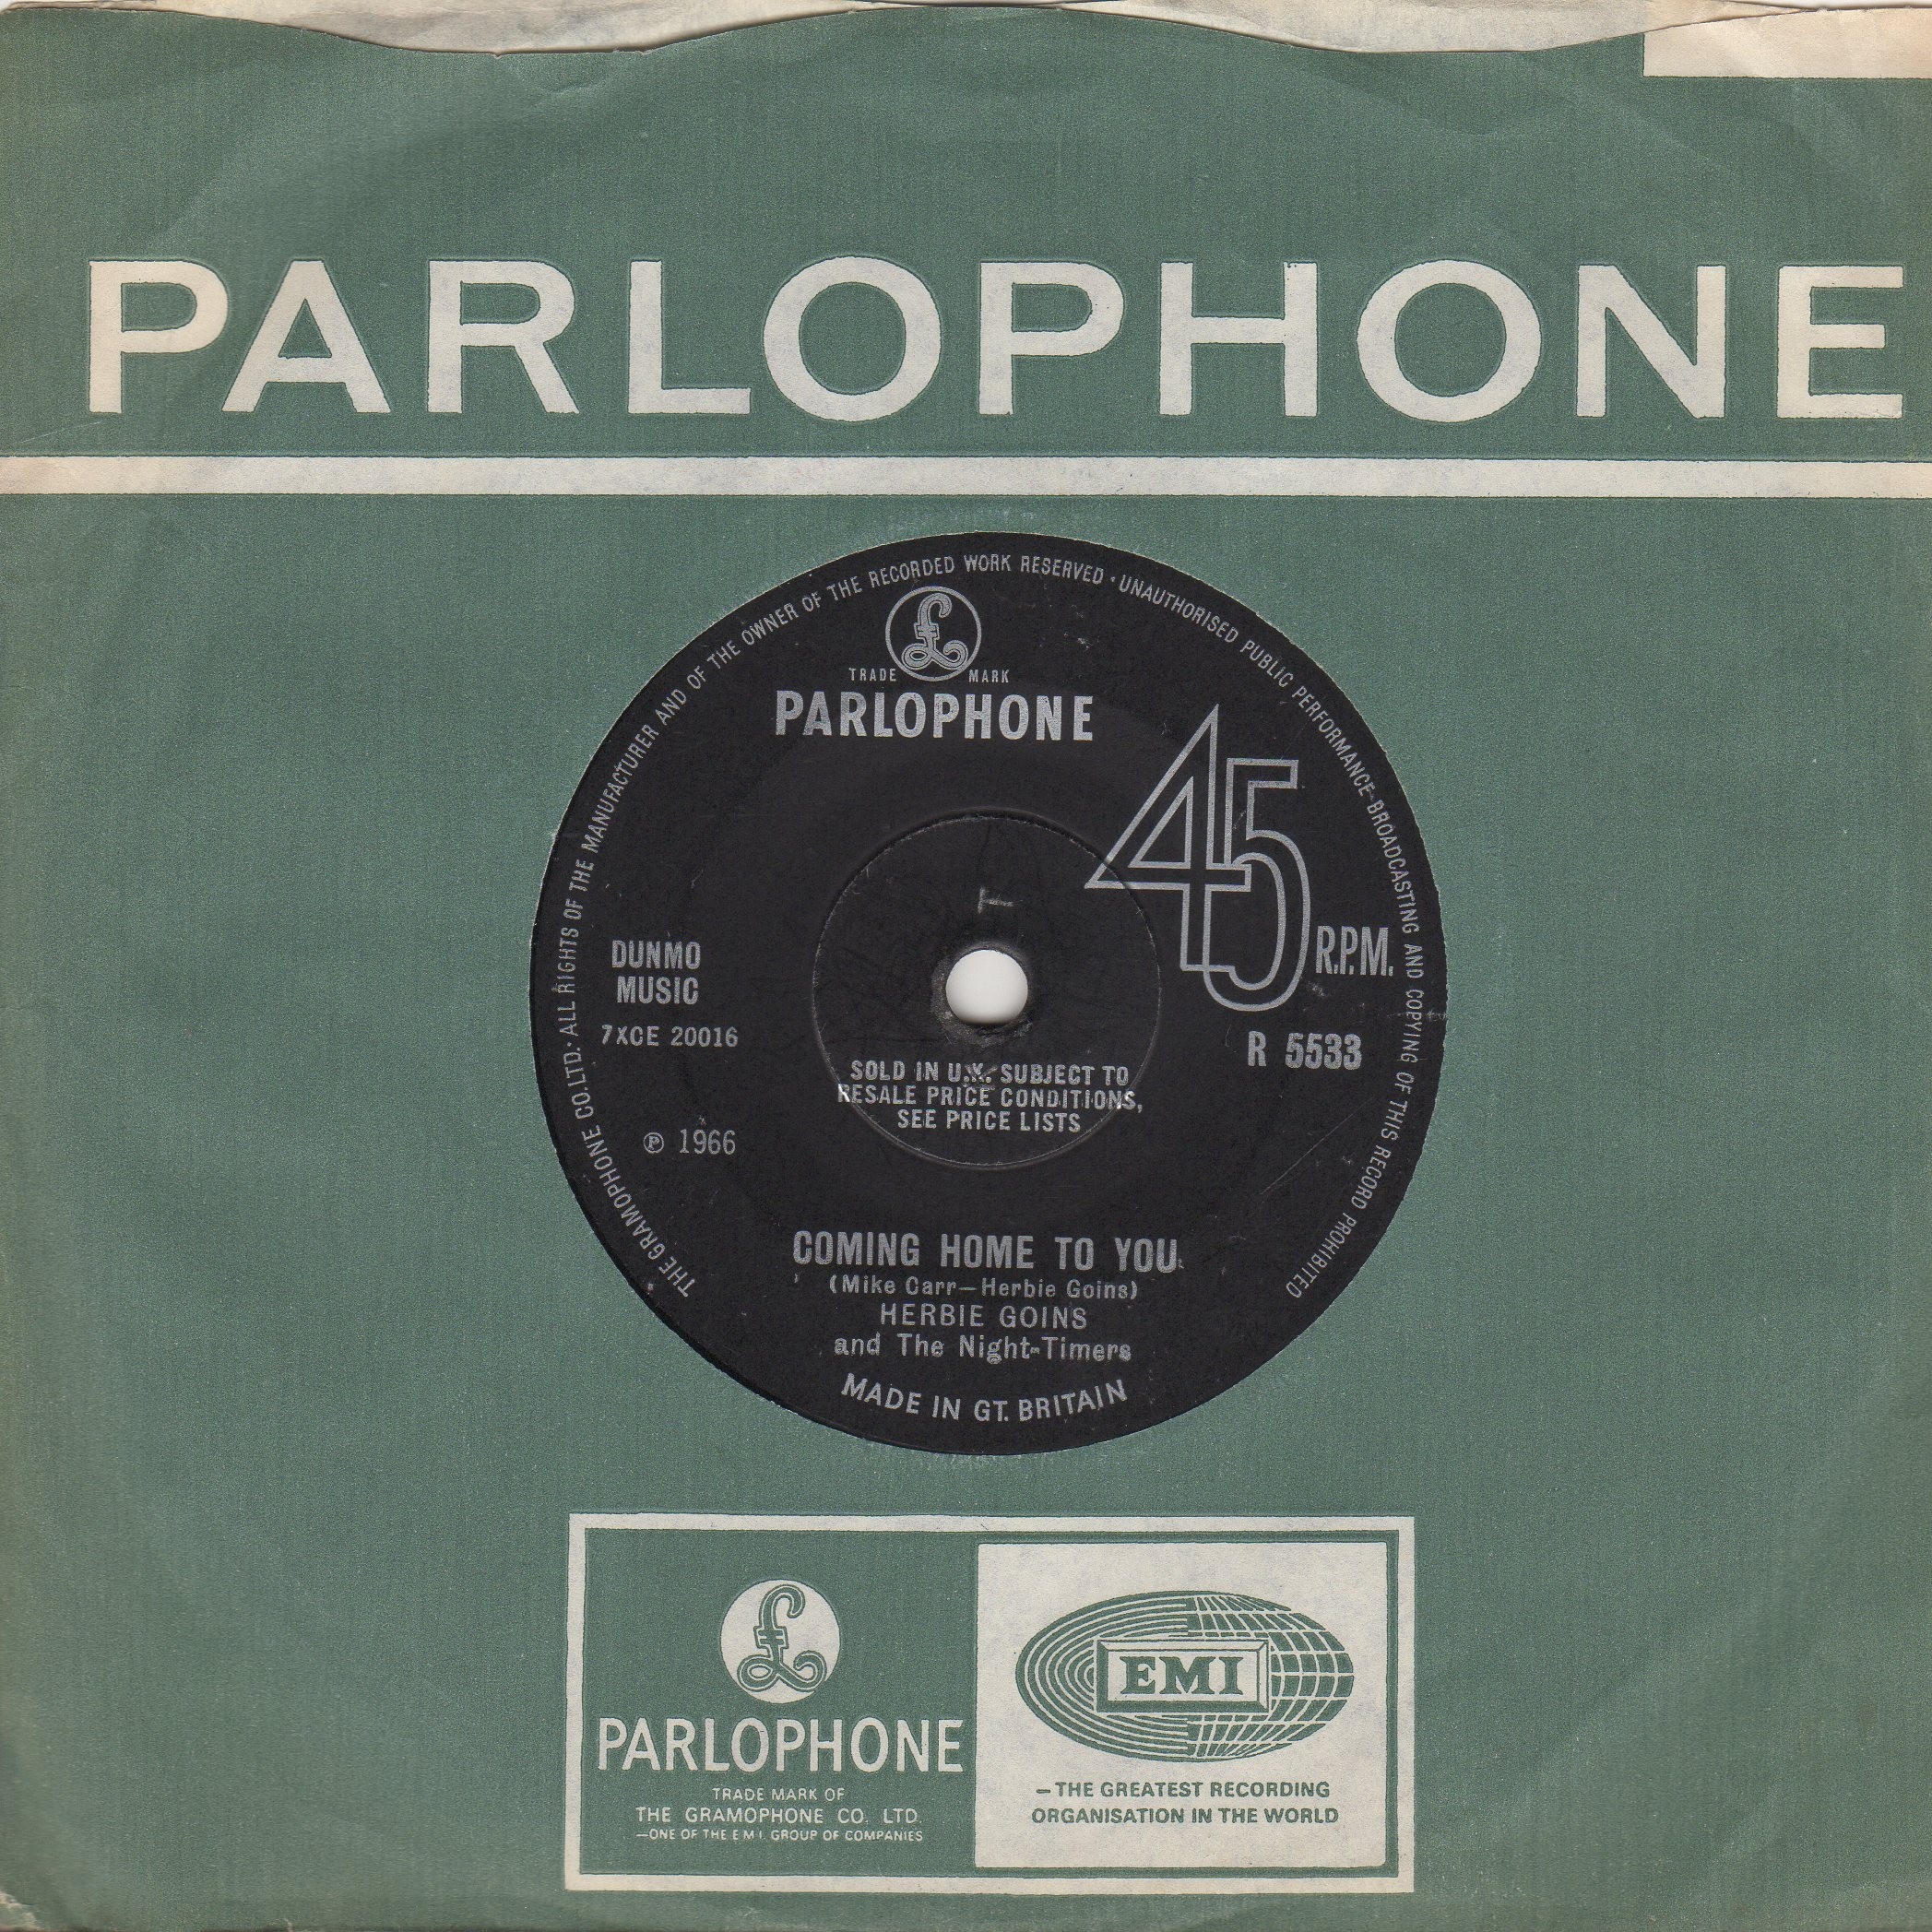 PARLOPHONE
THE GRAMOPHONE CO.LTD. · ALL RIGHTS OF THE MANUFACTURER AND OF THE OWNER OF THE RECORDED WORK RESERVED · UNAUTHORISED PUBLIC PERFORMANCE BROADCASTING AND COPYING OF THIS RECORD PROHIBITED
£
TRADE MARK
PARLOPHONE
45
R.P.M.
T
DUNMO
MUSIC
7XCE 20016
R 5533
SOLD IN U.K. SUBJECT TO
RESALE PRICE CONDITIONS,
SEE PRICE LISTS
℗ 1966
COMING HOME TO YOU
(Mike Carr—Herbie Goins)
HERBIE GOINS
and The Night-Timers
MADE IN GT. BRITAIN
£
PARLOPHONE
TRADE MARK OF
THE GRAMOPHONE CO. LTD.
—ONE OF THE E.M.I. GROUP OF COMPANIES
EMI
—THE GREATEST RECORDING
ORGANISATION IN THE WORLD